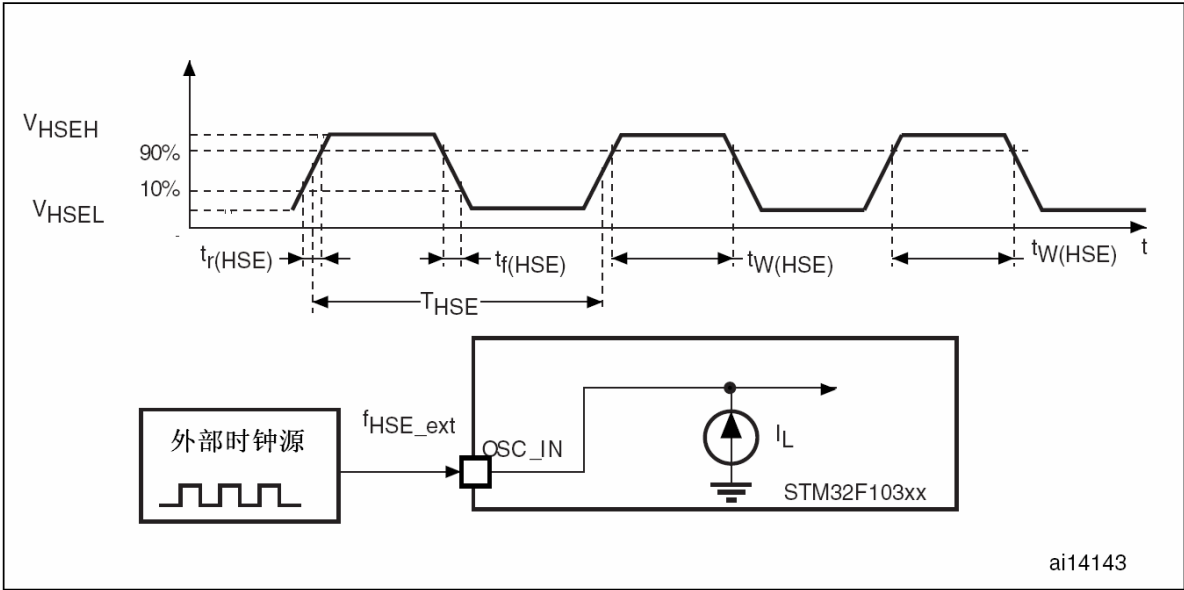 VHSEH
90%
10%
VHSEL
tr(HSE)
tf(HSE)
tW(HSE)
tW(HSE)
t
THSE
外部时钟源
fHSE_ext
OSC_IN
IL
STM32F103xx
ai14143